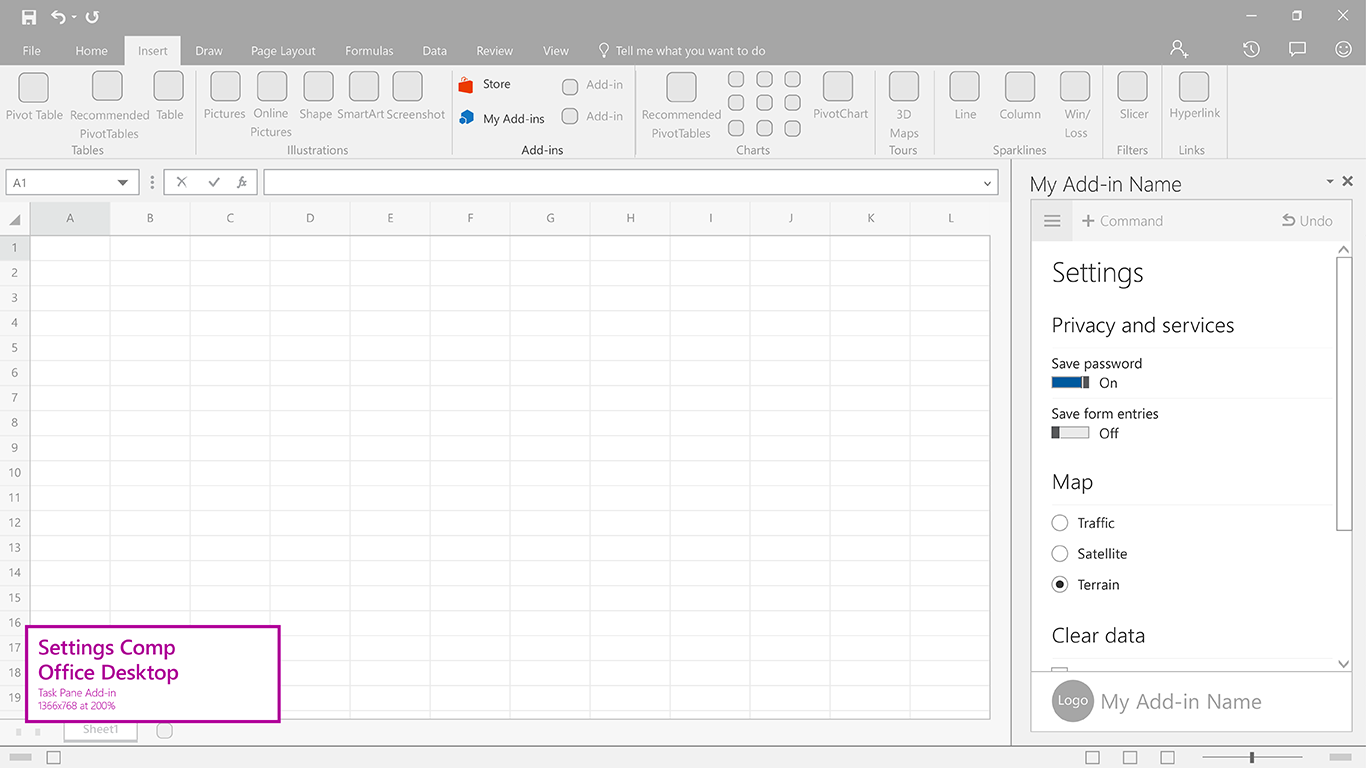 File Home Insert Draw Page Layout Formulas Data Review View Tell me what you want to do
Pivot Table
Recommended
PivotTables
Table
Tables
Pictures
Online
Pictures
Shape
SmartArt
Screenshot
Illustrations
Store
Add-in
My Add-ins
Add-in
Add-ins
Recommended
PivotTables
PivotChart
Charts
3D
Maps
Tours
Line
Column
Win/
Loss
Sparklines
Slicer
Filters
Hyperlink
Links
A1
fx
A B C D E F G H I J K L
1
2
3
4
5
6
7
8
9
10
11
12
13
14
15
16
17
18
19
Settings Comp
Office Desktop
Task Pane Add-in
1366x768 at 200%
Sheet1
My Add-in Name
Command
Undo
Settings
Privacy and services
Save password
On
Save form entries
Off
Map
Traffic
Satellite
Terrain
Clear data
Logo
My Add-in Name